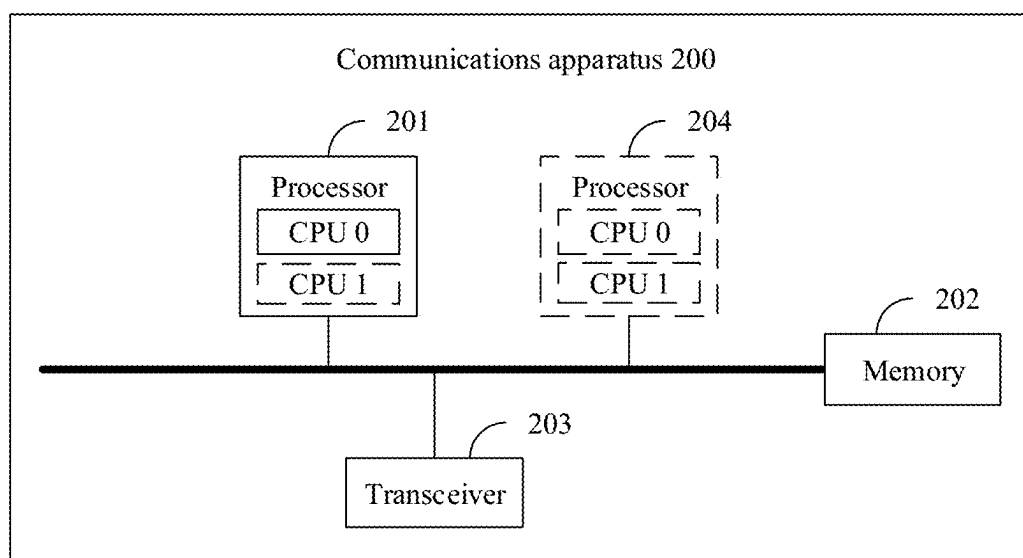 Communications apparatus 200
201
204
Processor
CPU 0
CPU 1
Processor
CPU 0
CPU 1
202
Memory
203
Transceiver